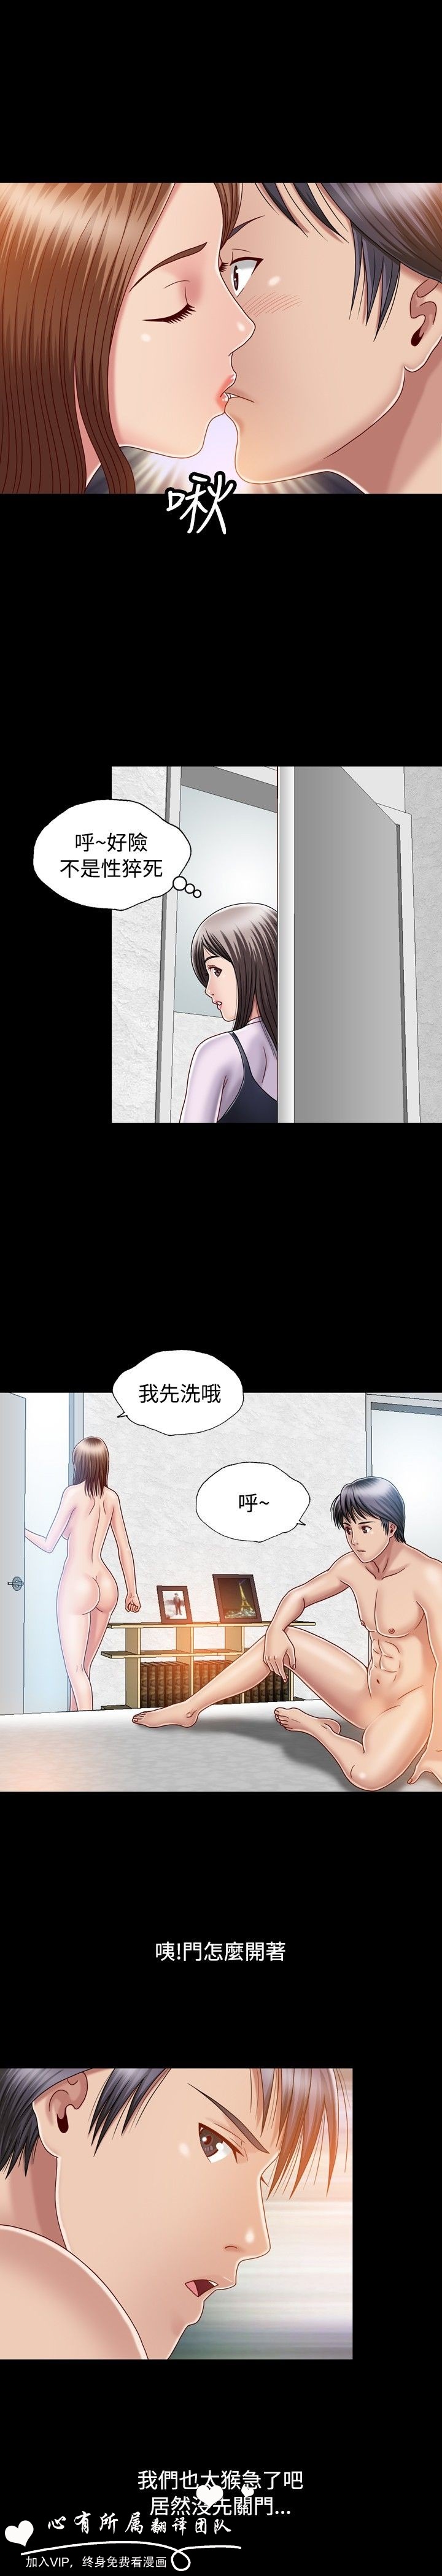 啾
呼~好險
不是性猝死
我先洗哦
呼~
咦!門怎麼開著
我們也太猴急了吧
居然沒先關門...
心有所属翻译团队
加入VIP，终身免费看漫画